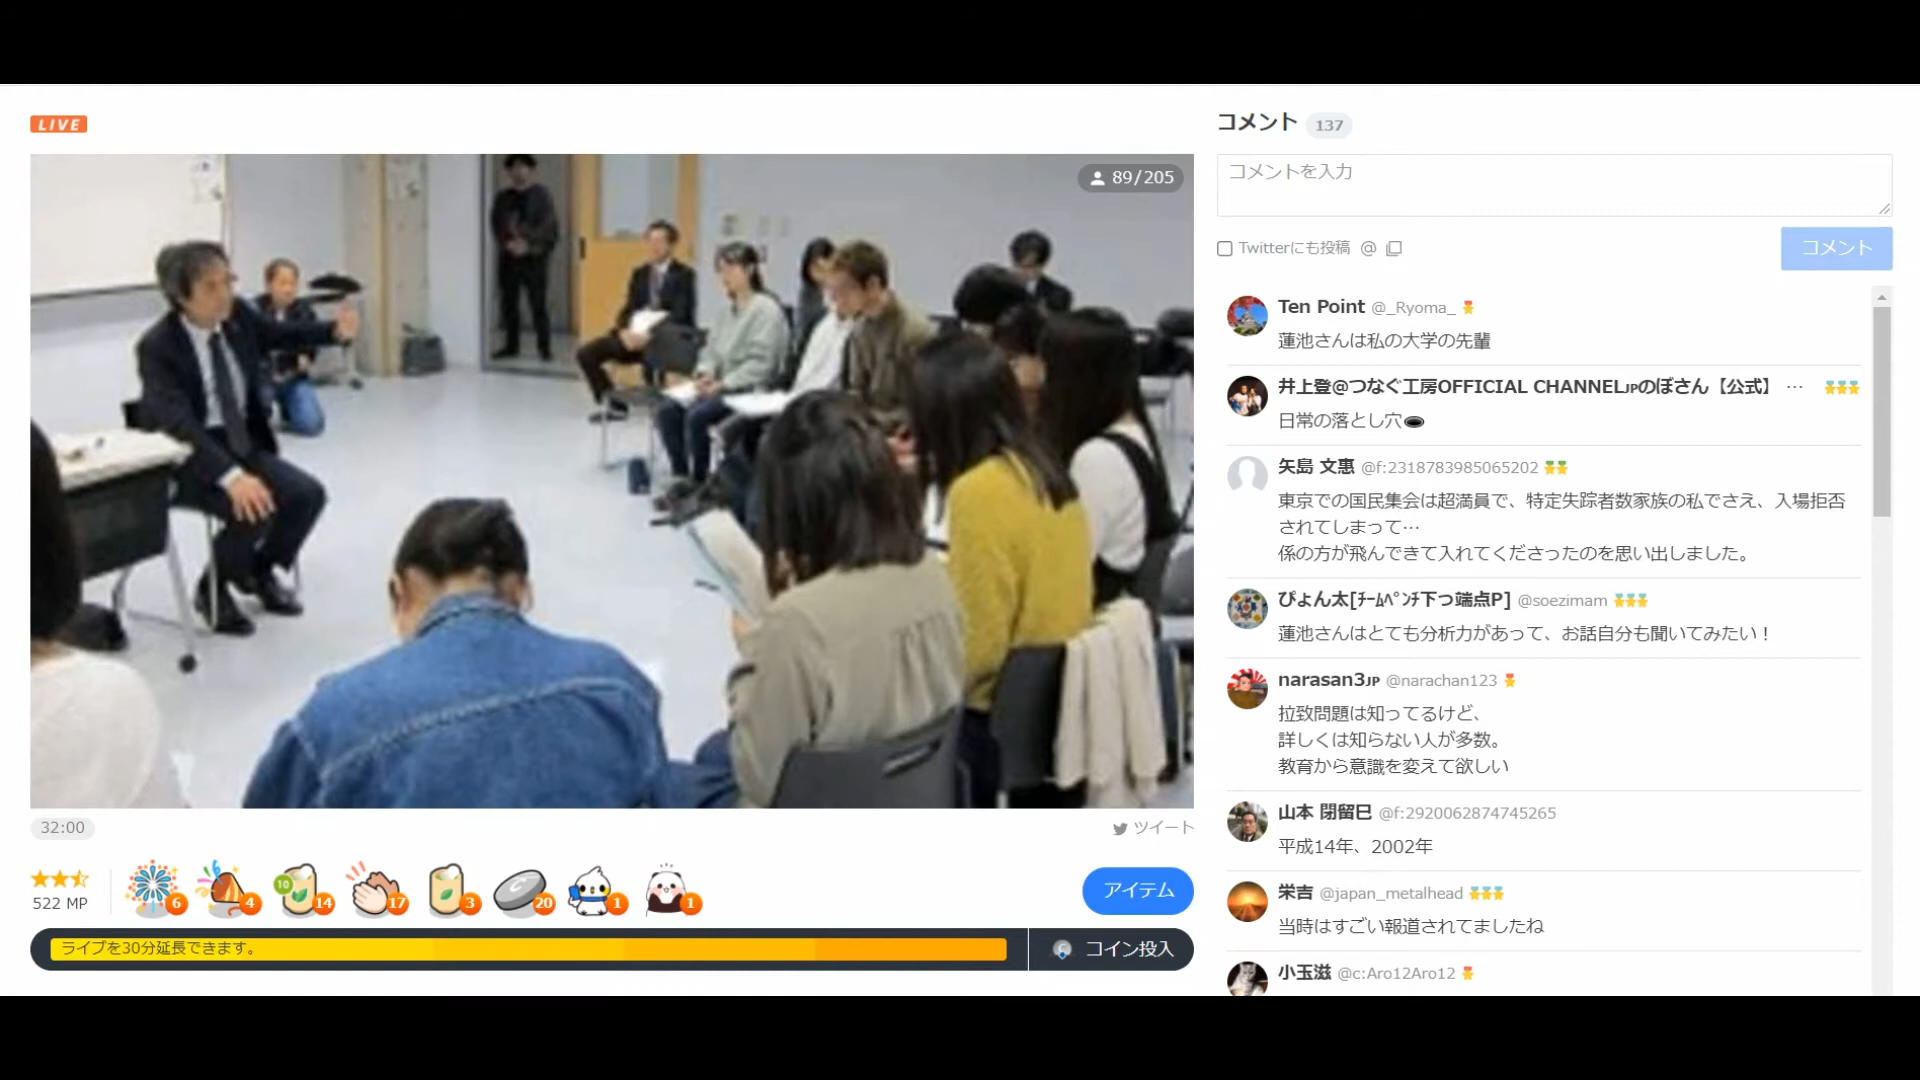 LIVE
89/205
32:00
ツイート
522 MP
6
4
10
14
17
3
20
1
1
アイテム
ライブを30分延長できます。
コイン投入
コメント 137
コメントを入力
Twitterにも投稿 @
コメント
Ten Point @_Ryoma_
蓮池さんは私の大学の先輩
井上登@つなぐ工房OFFICIAL CHANNELJPのぼさん【公式】 …
日常の落とし穴
矢島 文惠 @f:2318783985065202
東京での国民集会は超満員で、特定失踪者数家族の私でさえ、入場拒否
されてしまって…
係の方が飛んできて入れてくださったのを思い出しました。
ぴょん太[ﾁｰﾑﾍﾟﾝﾁ下つ端点P] @soezimam
蓮池さんはとても分析力があって、お話自分も聞いてみたい！
narasan3JP @narachan123
拉致問題は知ってるけど、
詳しくは知らない人が多数。
教育から意識を変えて欲しい
山本 閉留巳 @f:2920062874745265
平成14年、2002年
栄吉 @japan_metalhead
当時はすごい報道されてましたね
小玉滋 @c:Aro12Aro12